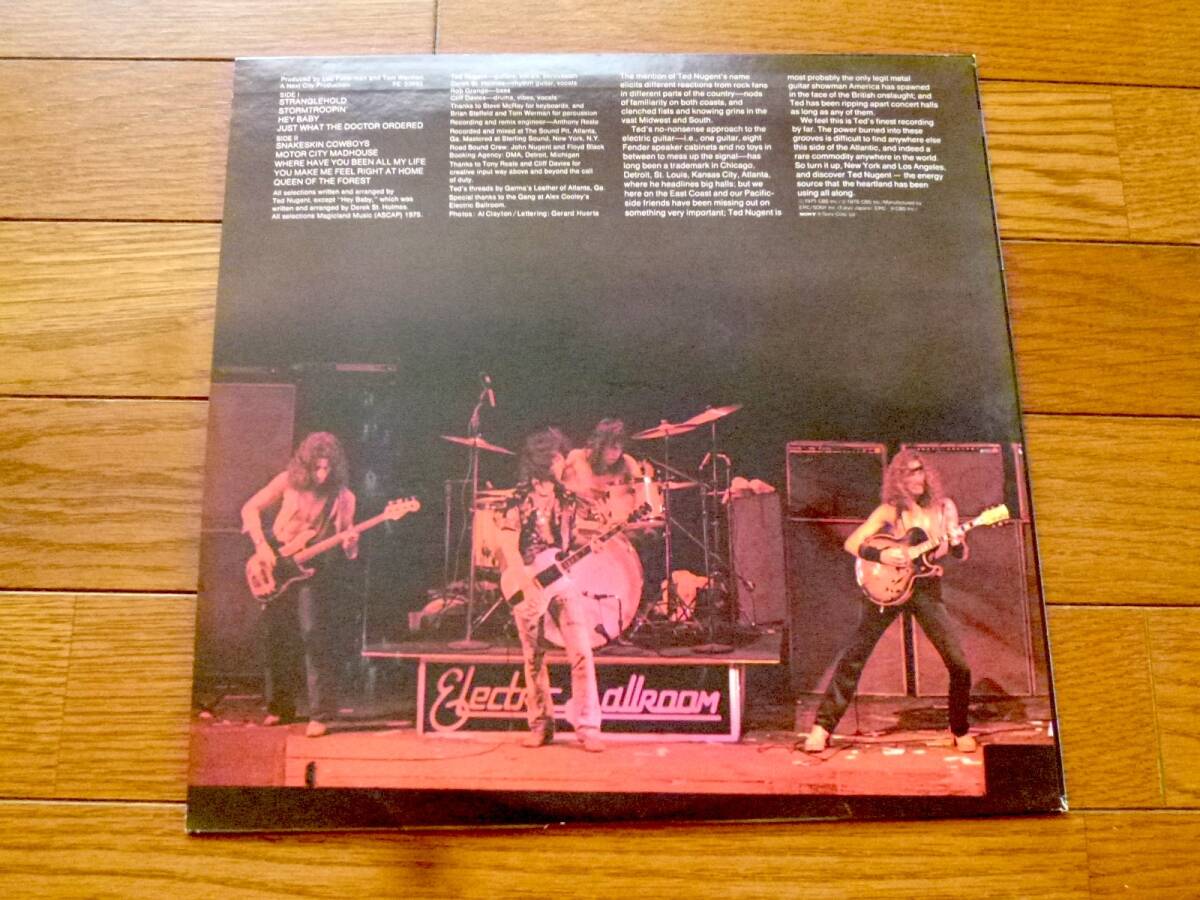 Produced by Lew Futterman and Tom Werman
A Next City Production
SIDE I
STRANGLEHOLD
STORMTROOPIN'
HEY BABY
JUST WHAT THE DOCTOR ORDERED
SIDE II
SNAKESKIN COWBOYS
MOTOR CITY MADHOUSE
WHERE HAVE YOU BEEN ALL MY LIFE
YOU MAKE ME FEEL RIGHT AT HOME
QUEEN OF THE FOREST
All selections written and arranged by
Ted Nugent, except "Hey Baby," which was
written and arranged by Derek St. Holmes.
All selections Magicland Music (ASCAP) 1975.
Ted Nugent—guitars, vocals, percussion
Derek St. Holmes—rhythm guitar, vocals
Rob Grange—bass
Cliff Davies—drums, vibes, vocals
Thanks to Steve McRay for keyboards, and
Brian Staffeld and Tom Werman for percussion
Recording and remix engineer—Anthony Reale
Recorded and mixed at The Sound Pit, Atlanta,
Ga. Mastered at Sterling Sound, New York, N.Y.
Road Bound Crew: John Nugent and Floyd Black
Booking Agency: DMA, Detroit, Michigan
Thanks to Tony Reale and Cliff Davies for
creative input way above and beyond the call
of duty.
Ted's threads by Garma's Leather of Atlanta, Ga.
Special thanks to the Gang at Alex Cooley's
Electric Ballroom.
Photos: Al Clayton/Lettering: Gerard Huerta
The mention of Ted Nugent's name
elicits different reactions from rock fans
in different parts of the country—nods
of familiarity on both coasts, and
clenched fists and knowing grins in the
vast Midwest and South.
Ted's no-nonsense approach to the
electric guitar—i.e., one guitar, eight
Fender speaker cabinets and no toys in
between to mess up the signal—has
long been a trademark in Chicago,
Detroit, St. Louis, Kansas City, Atlanta,
where he headlines big halls; but we
here on the East Coast and our Pacific-
side friends have been missing out on
something very important; Ted Nugent is
most probably the only legit metal
guitar showman America has spawned
in the face of the British onslaught; and
Ted has been ripping apart concert halls
as long as any of them.
We feel this is Ted's finest recording
by far. The power burned into these
grooves is difficult to find anywhere else
this side of the Atlantic, and indeed a
rare commodity anywhere in the world.
So turn it up, New York and Los Angeles,
and discover Ted Nugent — the energy
source that the heartland has been
using all along.
SONY
Electric Ballroom